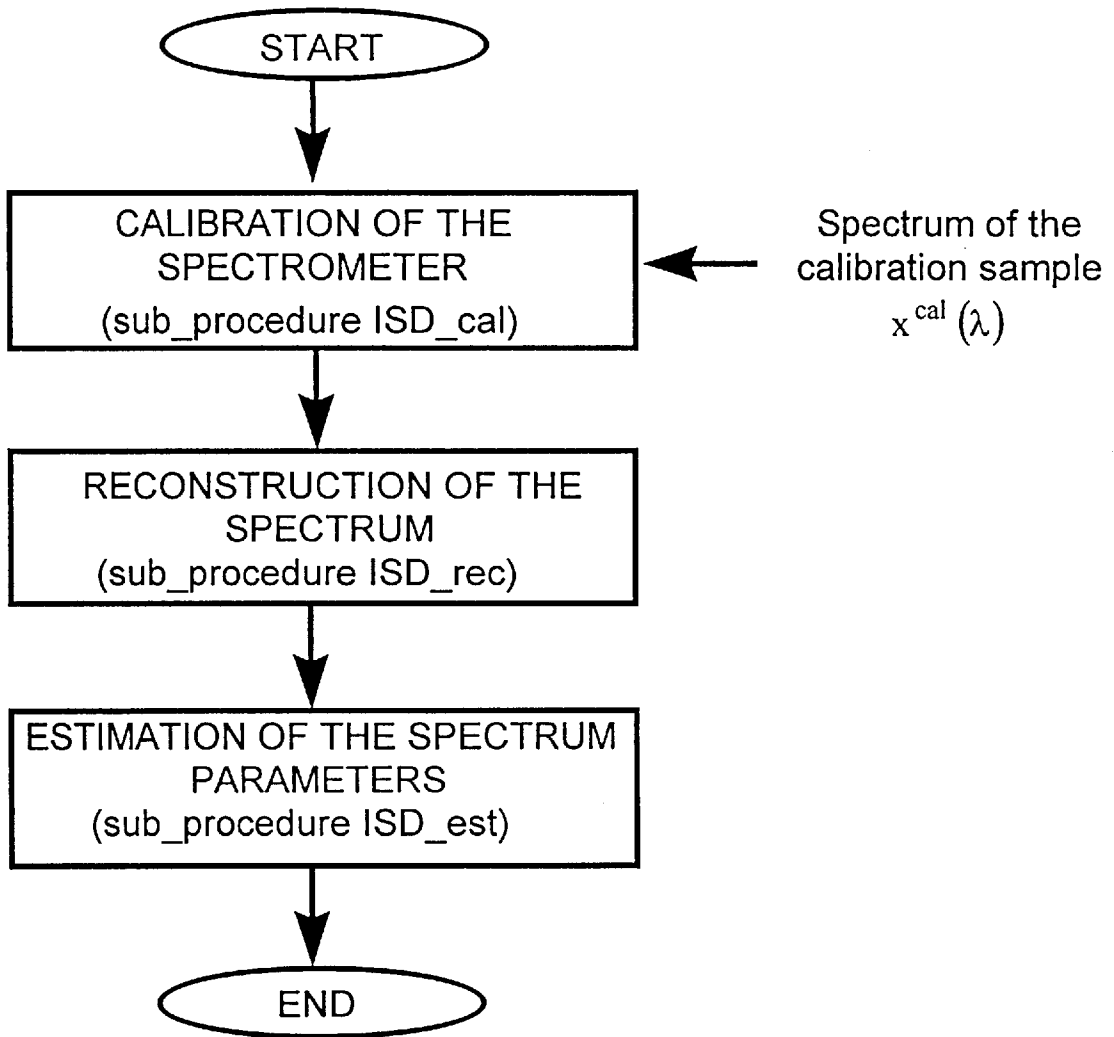 START
CALIBRATION OF THE
SPECTROMETER
(sub_procedure ISD_cal)
Spectrum of the
calibration sample
x^cal (λ)
RECONSTRUCTION OF THE
SPECTRUM
(sub_procedure ISD_rec)
ESTIMATION OF THE SPECTRUM
PARAMETERS
(sub_procedure ISD_est)
END